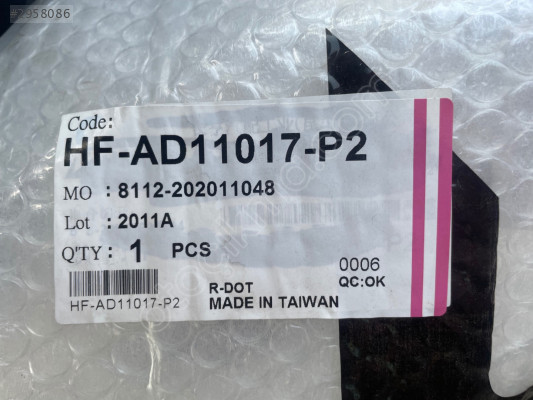 #2958086
Code:
HF-AD11017-P2
MO : 8112-202011048
Lot : 2011A
Q'TY : 1 PCS
0006
R-DOT QC:OK
MADE IN TAIWAN
HF-AD11017-P2